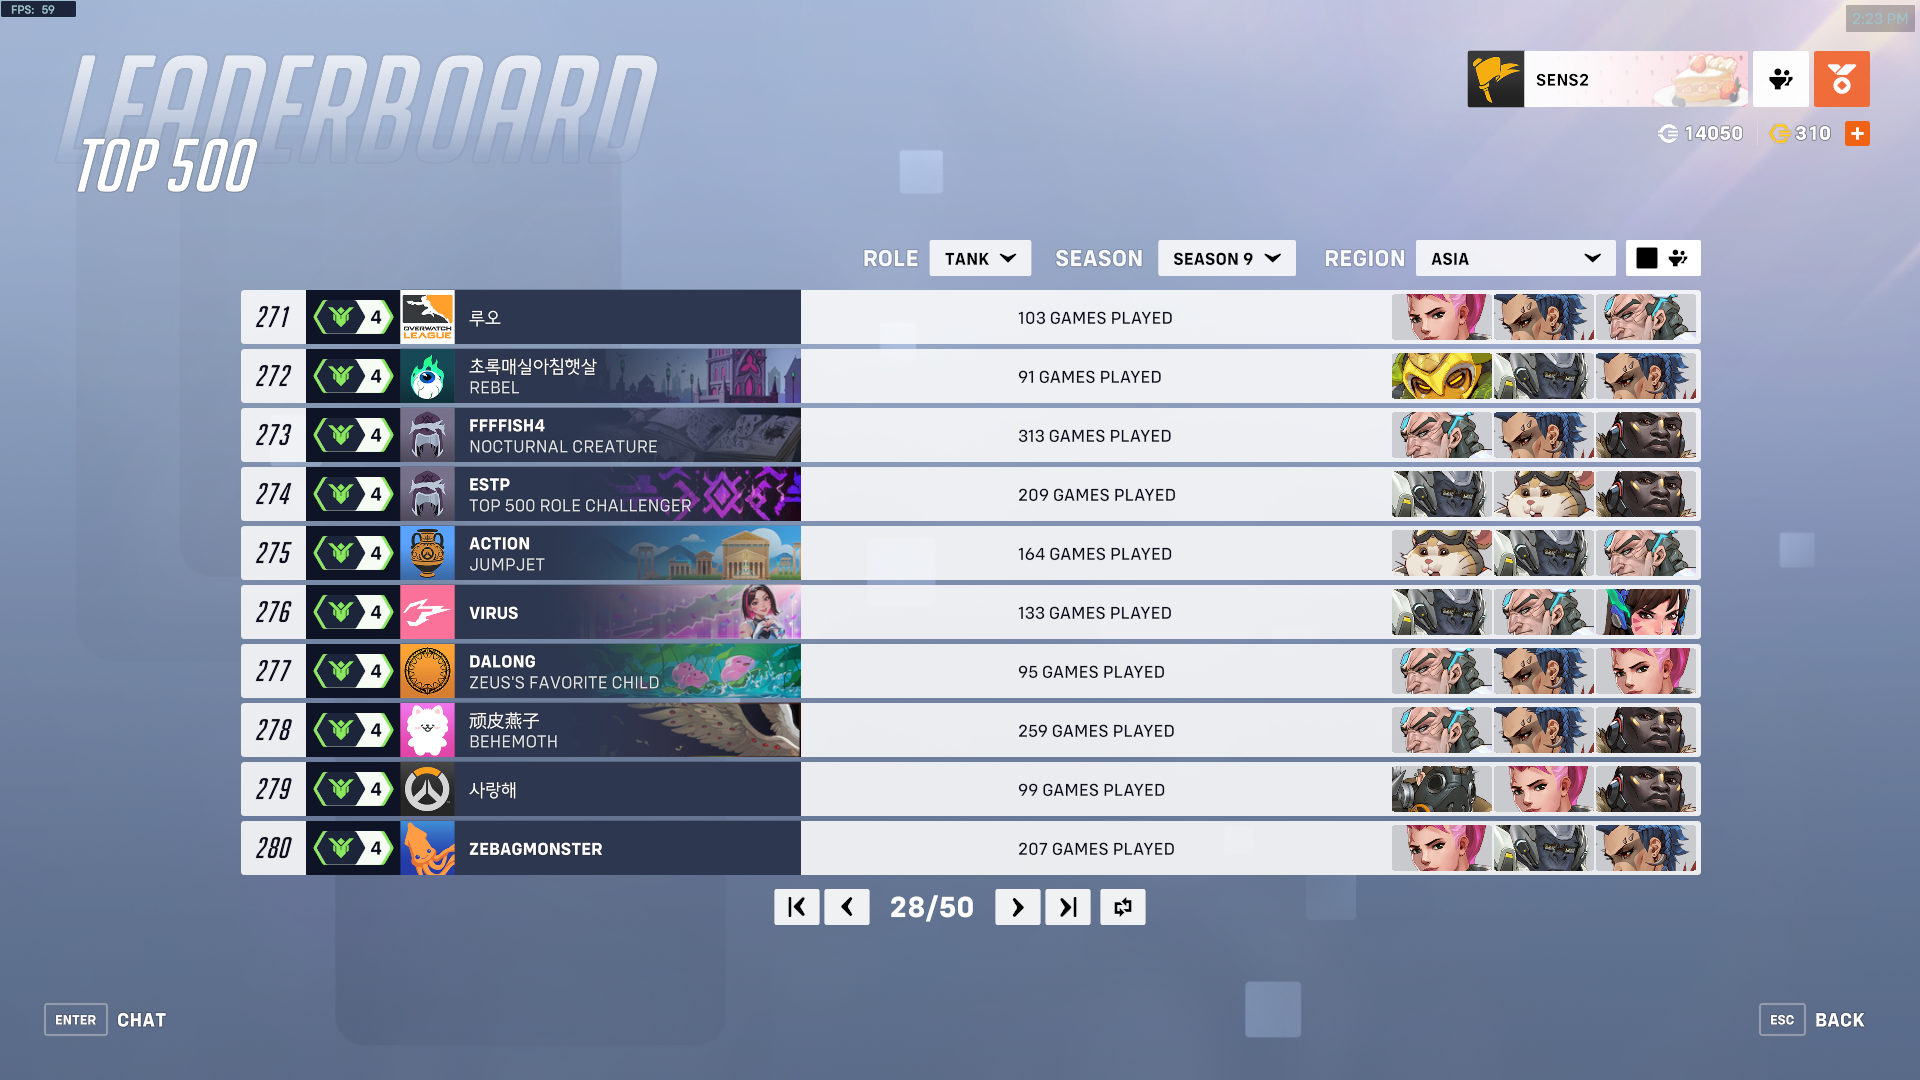 FPS: 59
2:23 PM
LEADERBOARD
TOP 500
SENS2
14050
310
ROLE TANK SEASON SEASON 9 REGION ASIA
271 4 OVERWATCH LEAGUE 루오 103 GAMES PLAYED
272 4 초록매실아침햇살 91 GAMES PLAYED
REBEL
273 4 FFFFISH4 313 GAMES PLAYED
NOCTURNAL CREATURE
274 4 ESTP 209 GAMES PLAYED
TOP 500 ROLE CHALLENGER
275 4 ACTION 164 GAMES PLAYED
JUMPJET
276 4 VIRUS 133 GAMES PLAYED
277 4 DALONG 95 GAMES PLAYED
ZEUS'S FAVORITE CHILD
278 4 顽皮燕子 259 GAMES PLAYED
BEHEMOTH
279 4 사랑해 99 GAMES PLAYED
280 4 ZEBAGMONSTER 207 GAMES PLAYED
28/50
ENTER CHAT
ESC BACK